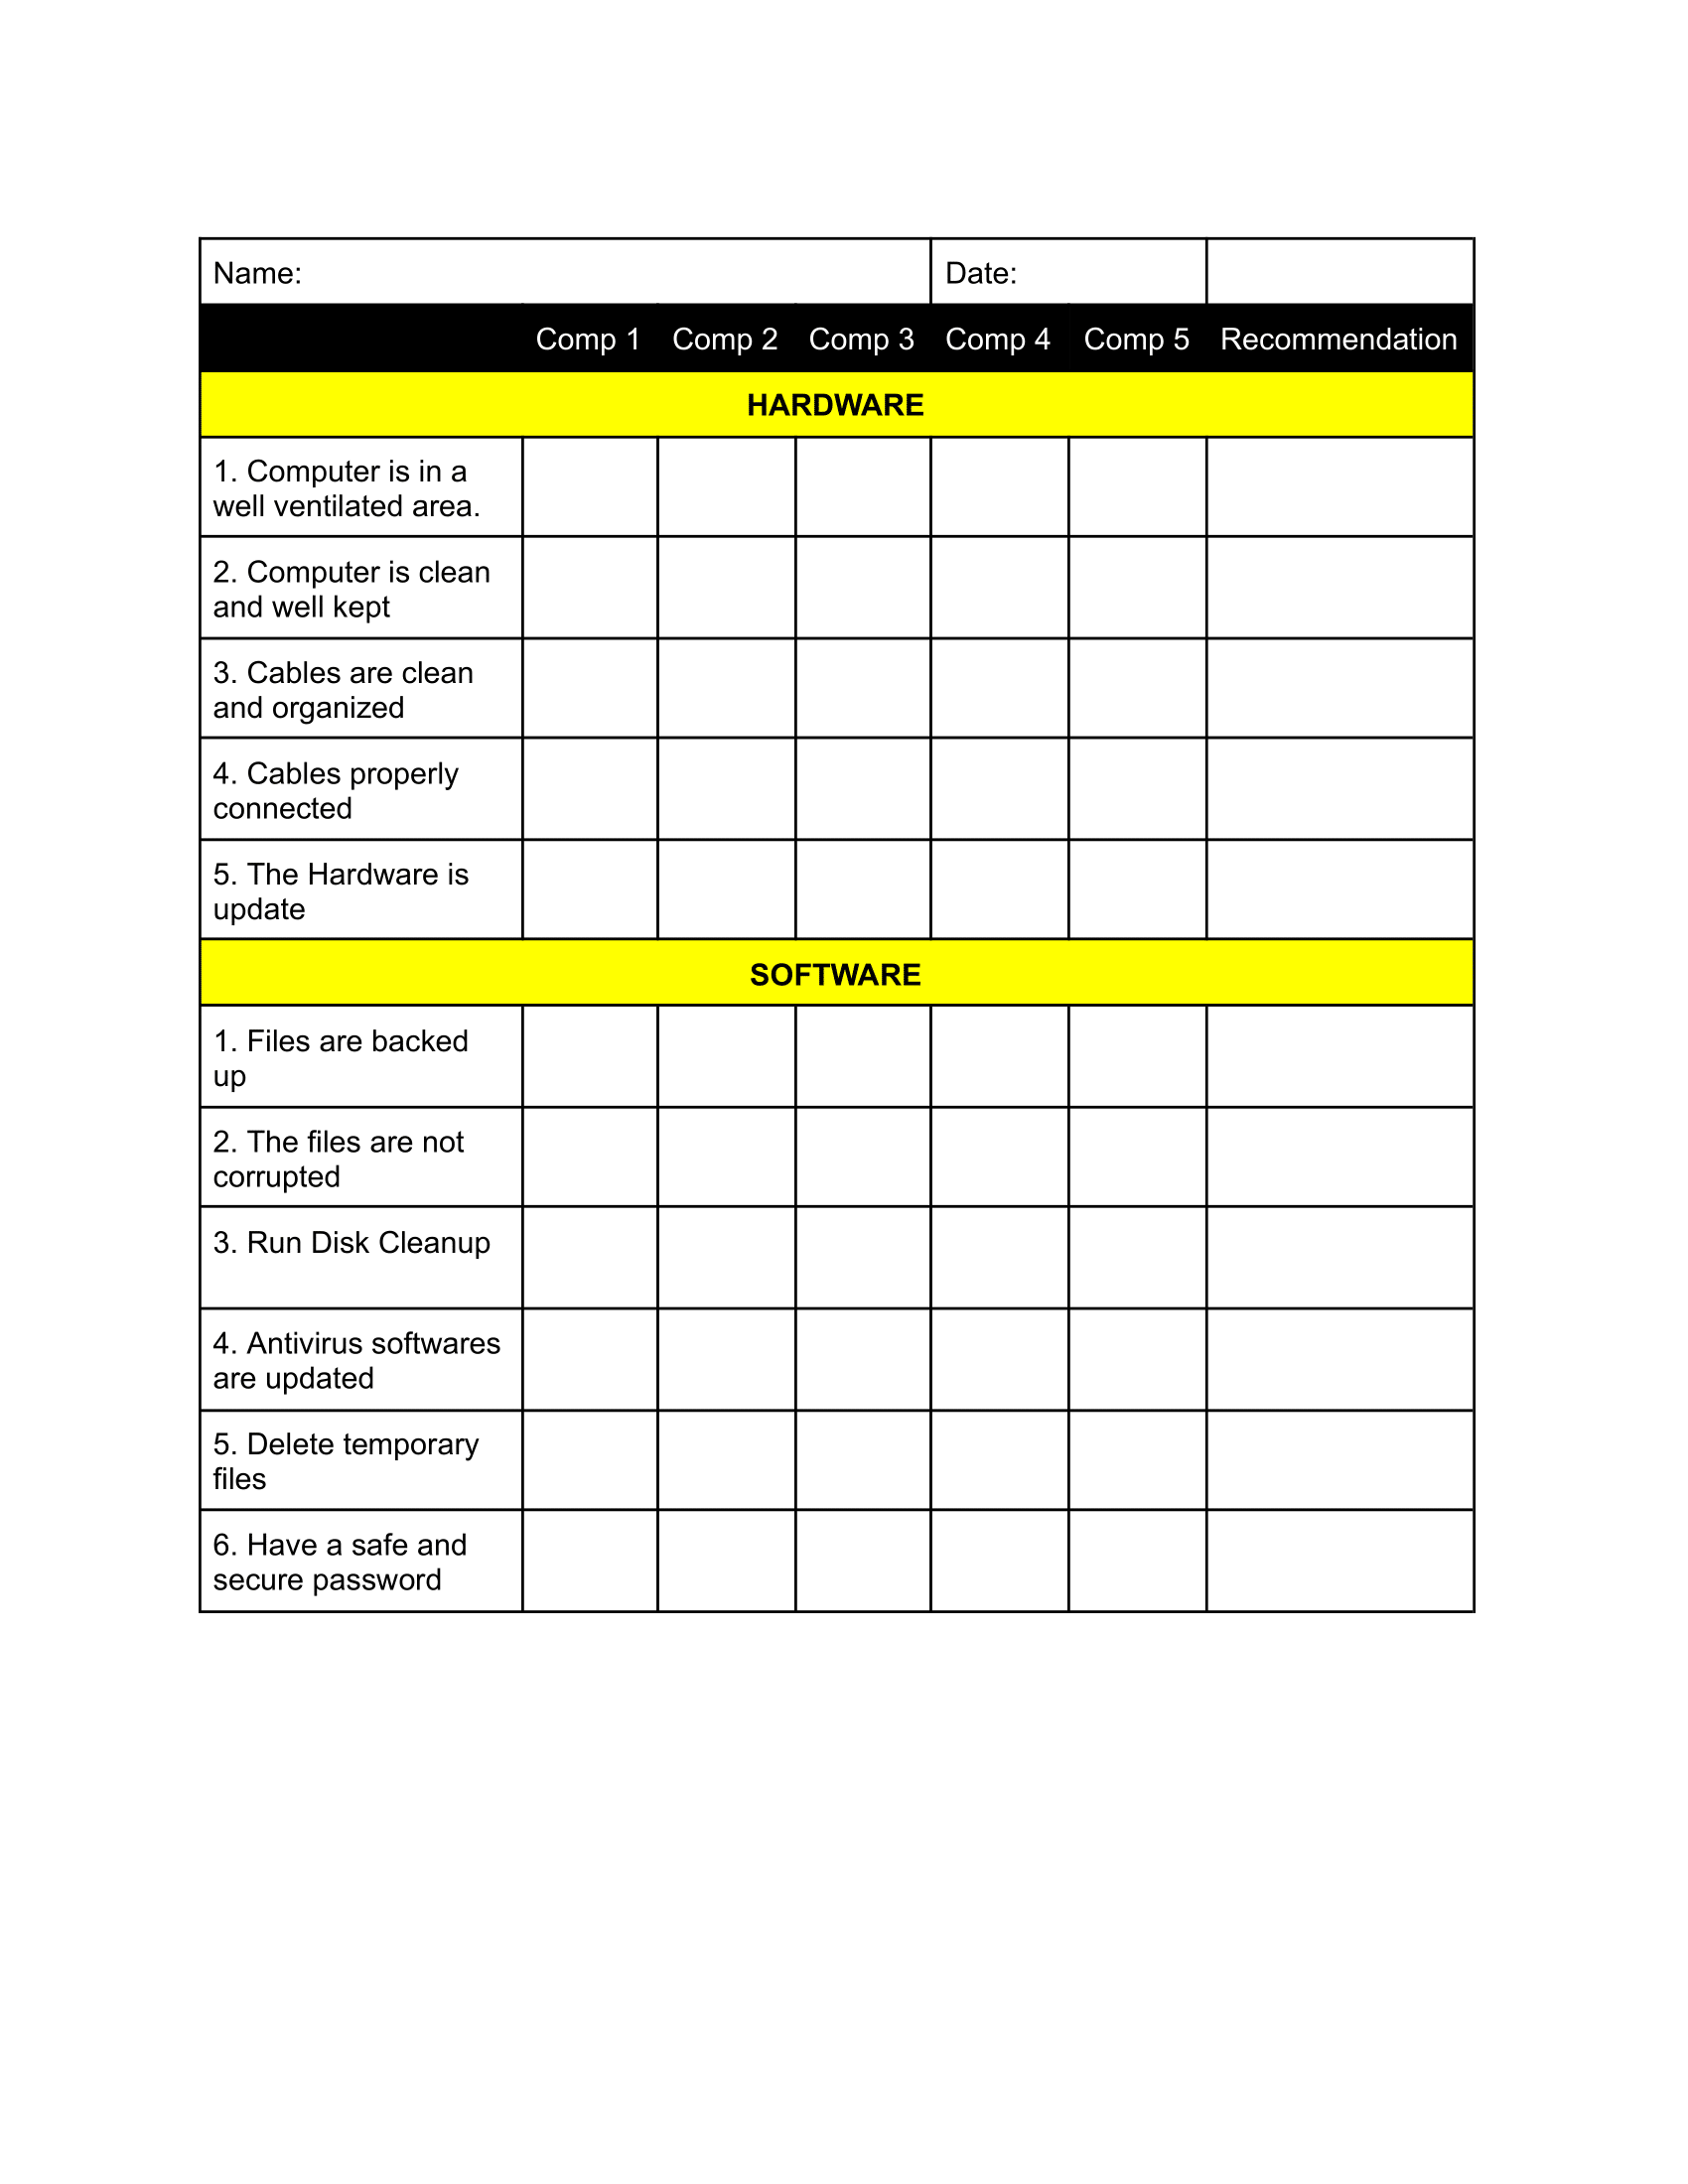 Name: Date:
Comp 1 Comp 2 Comp 3 Comp 4 Comp 5 Recommendation
HARDWARE
1. Computer is in a
well ventilated area.
2. Computer is clean
and well kept
3. Cables are clean
and organized
4. Cables properly
connected
5. The Hardware is
update
SOFTWARE
1. Files are backed
up
2. The files are not
corrupted
3. Run Disk Cleanup
4. Antivirus softwares
are updated
5. Delete temporary
files
6. Have a safe and
secure password